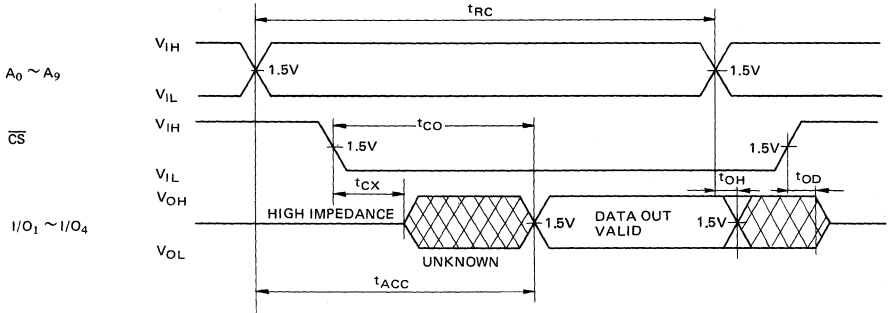 tRC
VIH
A0 ~ A9
1.5V
1.5V
VIL
VIH
tCO
CS
1.5V
1.5V
VIL
tCX
tOH
tOD
VOH
HIGH IMPEDANCE
I/O1 ~ I/O4
1.5V
DATA OUT
VALID
1.5V
VOL
UNKNOWN
tACC